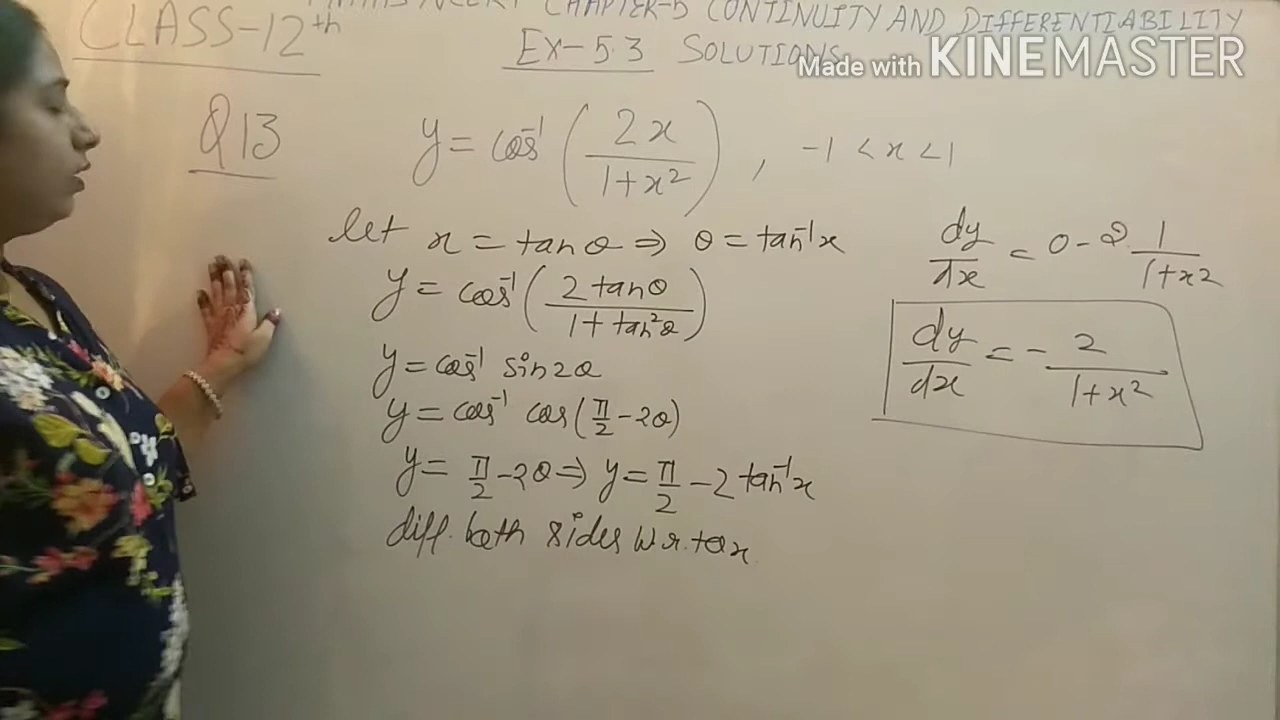 CLASS-12th
MATHS NCERT CHAPTER-5 CONTINUITY AND DIFFERENTIABILITY
Ex-5.3 SOLUTIONS
Made with KINEMASTER
Q13
y = cos⁻¹ (2x / 1+x²), -1 < x < 1
let x = tanθ ⇒ θ = tan⁻¹x
y = cos⁻¹ (2 tanθ / 1 + tan²θ)
y = cos⁻¹ sin2θ
y = cos⁻¹ cos(π/2 - 2θ)
y = π/2 - 2θ ⇒ y = π/2 - 2 tan⁻¹x
diff. both sides w.r. to x
dy/dx = 0 - 2 1/1+x²
dy/dx = - 2/1+x²